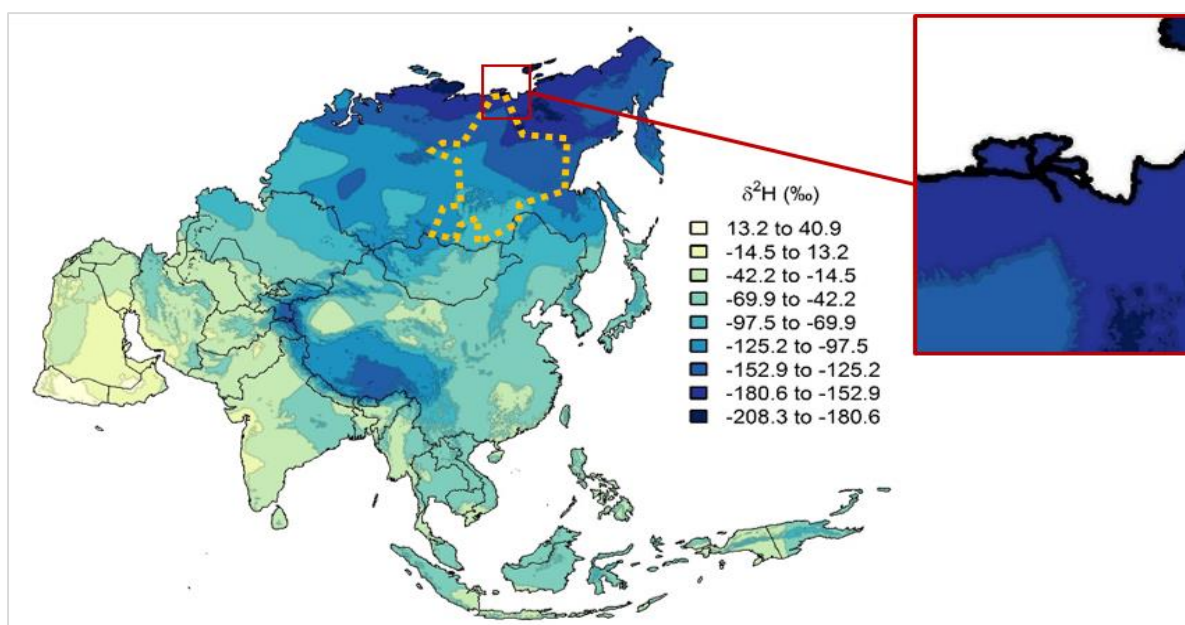 δ²H (‰)
13.2 to 40.9
-14.5 to 13.2
-42.2 to -14.5
-69.9 to -42.2
-97.5 to -69.9
-125.2 to -97.5
-152.9 to -125.2
-180.6 to -152.9
-208.3 to -180.6